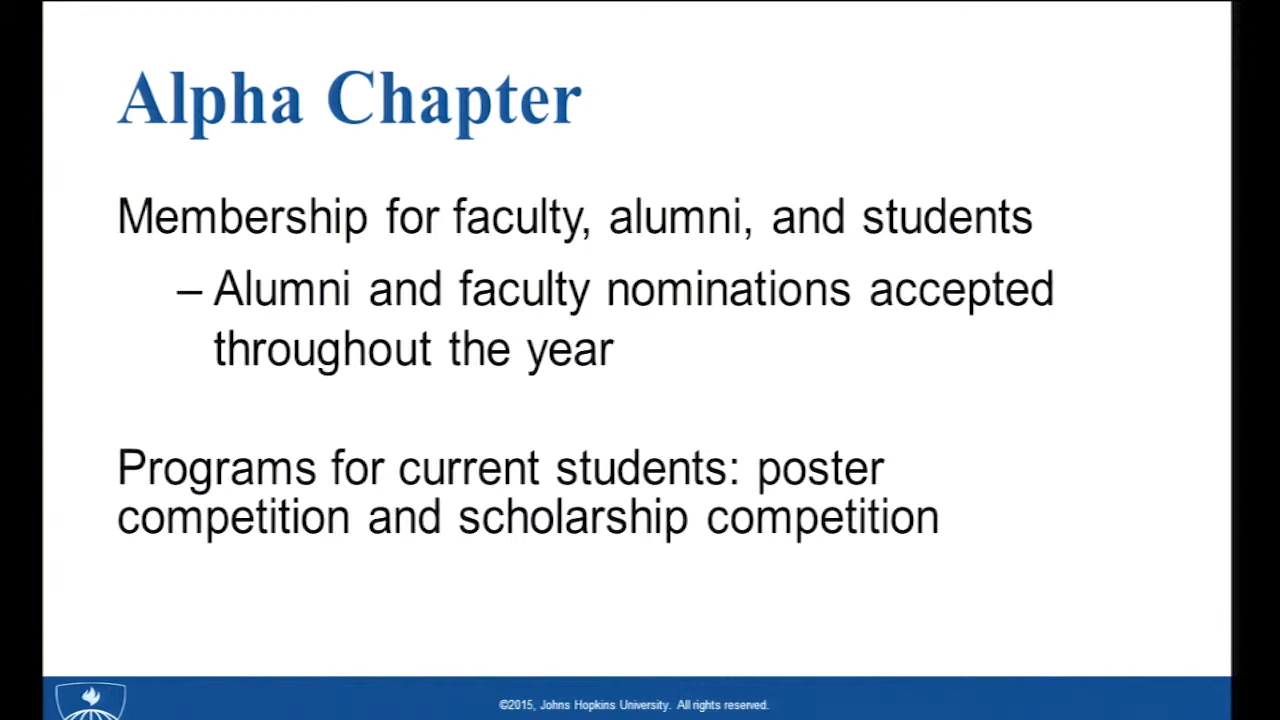 Alpha Chapter
Membership for faculty, alumni, and students
– Alumni and faculty nominations accepted
throughout the year
Programs for current students: poster
competition and scholarship competition
©2015, Johns Hopkins University. All rights reserved.